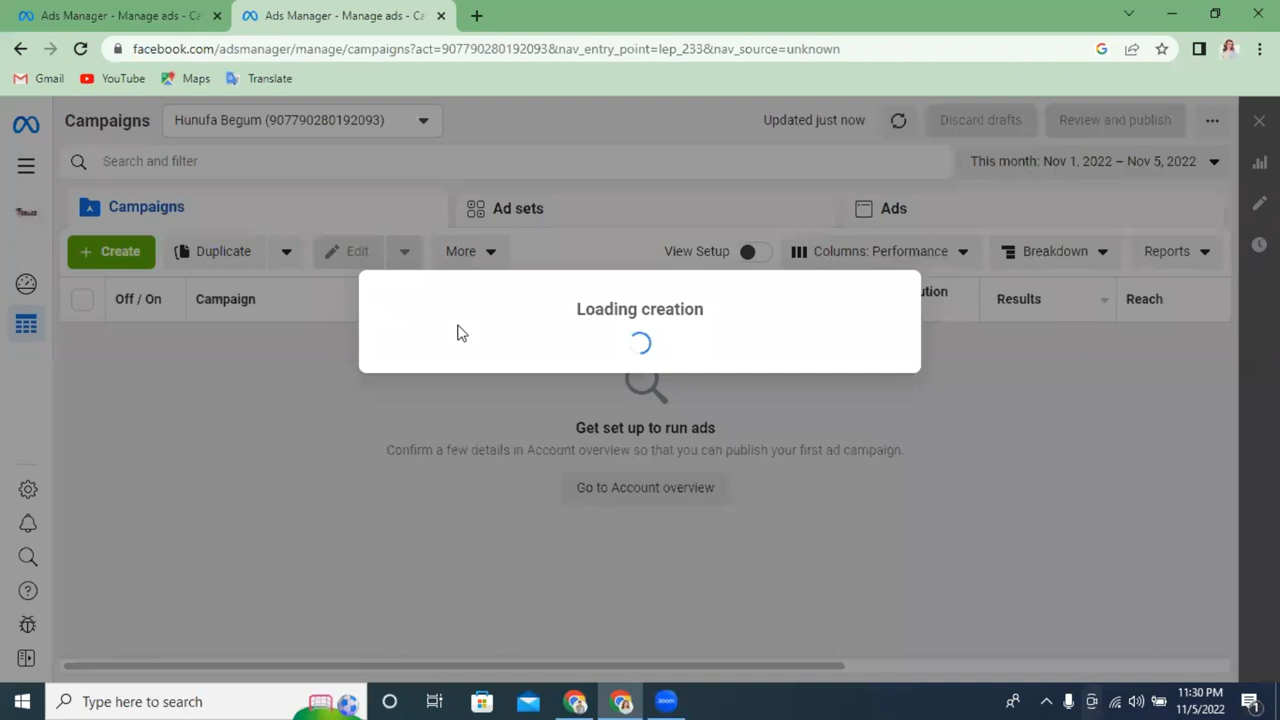 Ads Manager - Manage ads - Ca
Ads Manager - Manage ads - Ca
facebook.com/adsmanager/manage/campaigns?act=907790280192093&nav_entry_point=lep_233&nav_source=unknown
Gmail
YouTube
Maps
Translate
Campaigns
Hunufa Begum (907790280192093)
Updated just now
Discard drafts
Review and publish
Search and filter
This month: Nov 1, 2022 – Nov 5, 2022
Campaigns
Ad sets
Ads
+ Create
Duplicate
Edit
More
View Setup
Columns: Performance
Breakdown
Reports
Off / On
Campaign
ution
Results
Reach
Loading creation
Get set up to run ads
Confirm a few details in Account overview so that you can publish your first ad campaign.
Go to Account overview
Type here to search
zoom
11:30 PM
11/5/2022
1